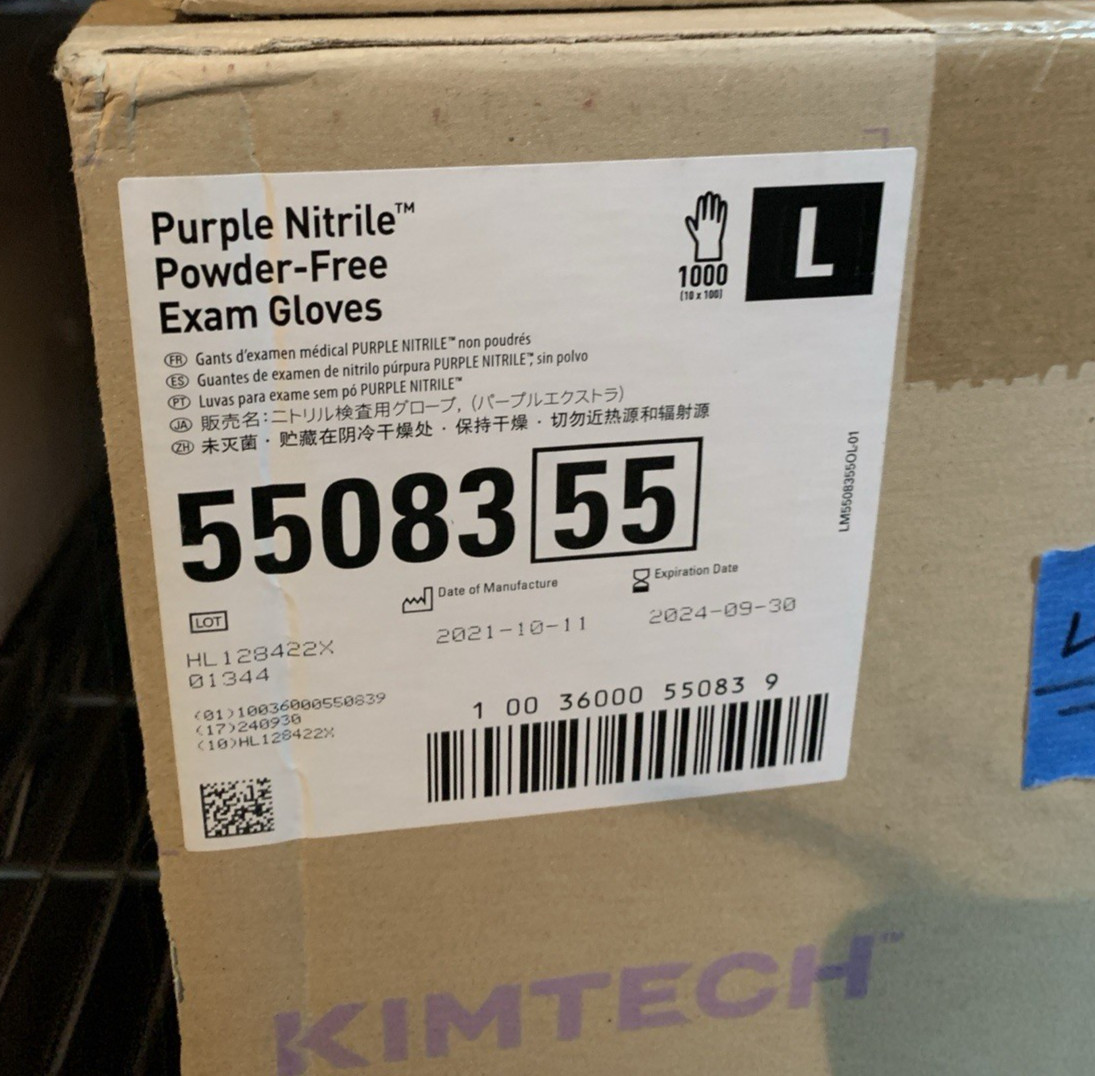 Purple Nitrile™
Powder-Free
Exam Gloves
1000
(10 x 100)
L
FR Gants d'examen médical PURPLE NITRILE™ non poudrés
ES Guantes de examen de nitrilo púrpura PURPLE NITRILE™, sin polvo
PT Luvas para exame sem pó PURPLE NITRILE™
JA 販売名：ニトリル検査用グローブ, (パープルエクストラ)
ZH 未灭菌 · 贮藏在阴冷干燥处 · 保持干燥 · 切勿近热源和辐射源
55083 55
LM5508355OL-01
LOT
HL128422X
01344
Date of Manufacture
2021-10-11
Expiration Date
2024-09-30
(01)10036000550839
(17)240930
(10)HL128422X
1 00 36000 55083 9
KIMTECH™